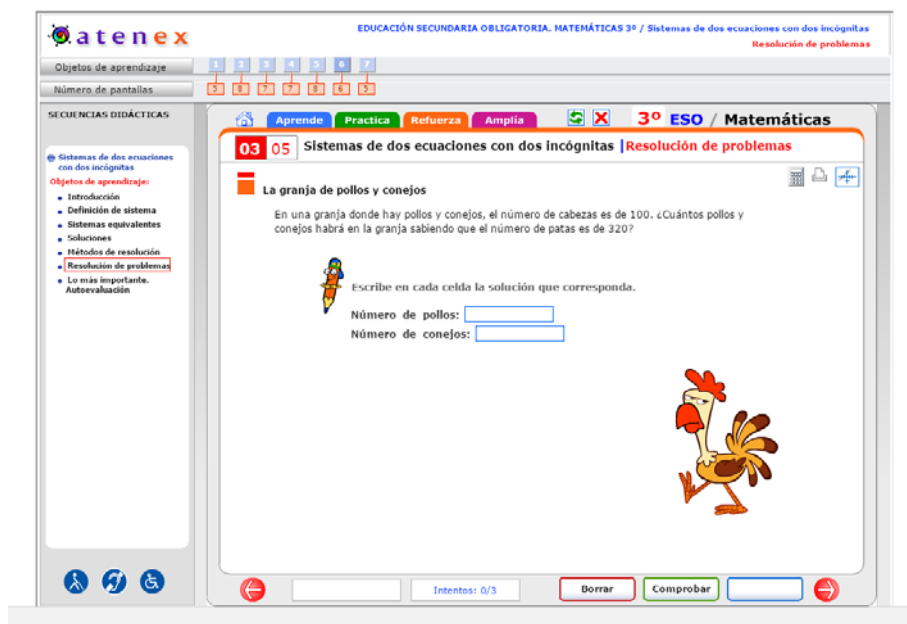 atenex
EDUCACIÓN SECUNDARIA OBLIGATORIA. MATEMÁTICAS 3º / Sistemas de dos ecuaciones con dos incógnitas
Resolución de problemas
Objetos de aprendizaje
1 2 3 4 5 6 7
Número de pantallas
5 8 7 7 8 6 5
SECUENCIAS DIDÁCTICAS
Aprende Practica Refuerza Amplía
3º ESO / Matemáticas
03 05 Sistemas de dos ecuaciones con dos incógnitas |Resolución de problemas
Sistemas de dos ecuaciones
con dos incógnitas
Objetos de aprendizaje:
Introducción
Definición de sistema
Sistemas equivalentes
Soluciones
Métodos de resolución
Resolución de problemas
Lo más importante.
Autoevaluación
La granja de pollos y conejos
En una granja donde hay pollos y conejos, el número de cabezas es de 100. ¿Cuántos pollos y
conejos habrá en la granja sabiendo que el número de patas es de 320?
Escribe en cada celda la solución que corresponda.
Número de pollos:
Número de conejos:
Intentos: 0/3
Borrar
Comprobar